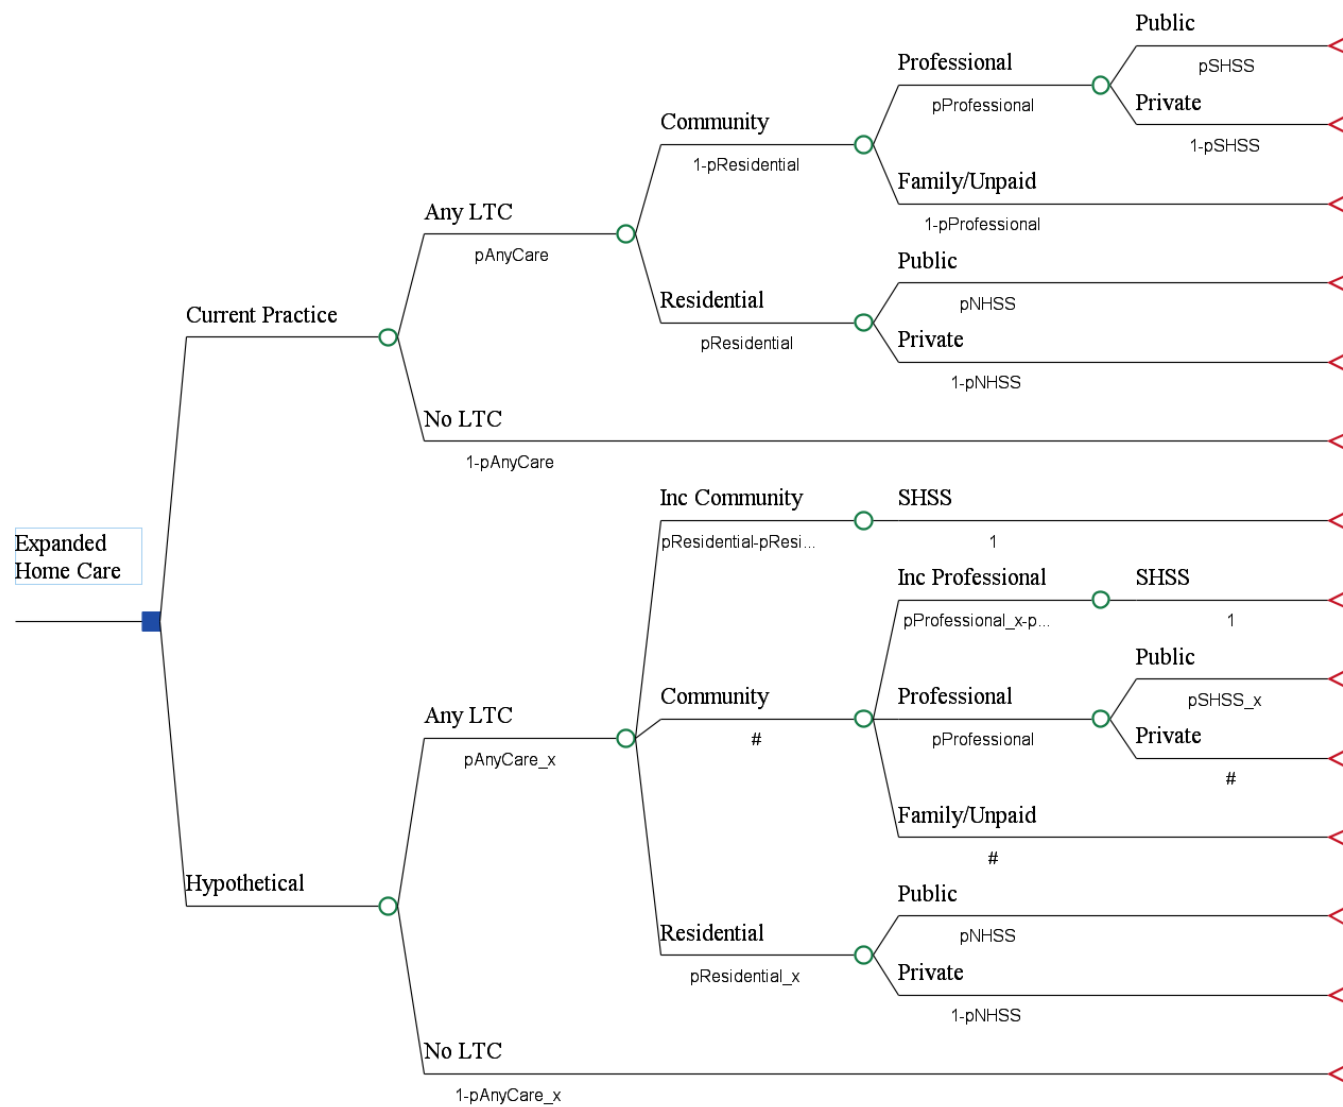 Public
pSHSS
Professional
pProfessional
Private
1-pSHSS
Community
1-pResidential
Family/Unpaid
1-pProfessional
Any LTC
pAnyCare
Public
pNHSS
Residential
pResidential
Private
1-pNHSS
Current Practice
No LTC
1-pAnyCare
Expanded
Home Care
Inc Community
pResidential-pResi...
SHSS
1
Inc Professional
pProfessional_x-p...
SHSS
1
Public
pSHSS_x
Community
#
Professional
pProfessional
Private
#
Any LTC
pAnyCare_x
Family/Unpaid
#
Hypothetical
Public
pNHSS
Residential
pResidential_x
Private
1-pNHSS
No LTC
1-pAnyCare_x